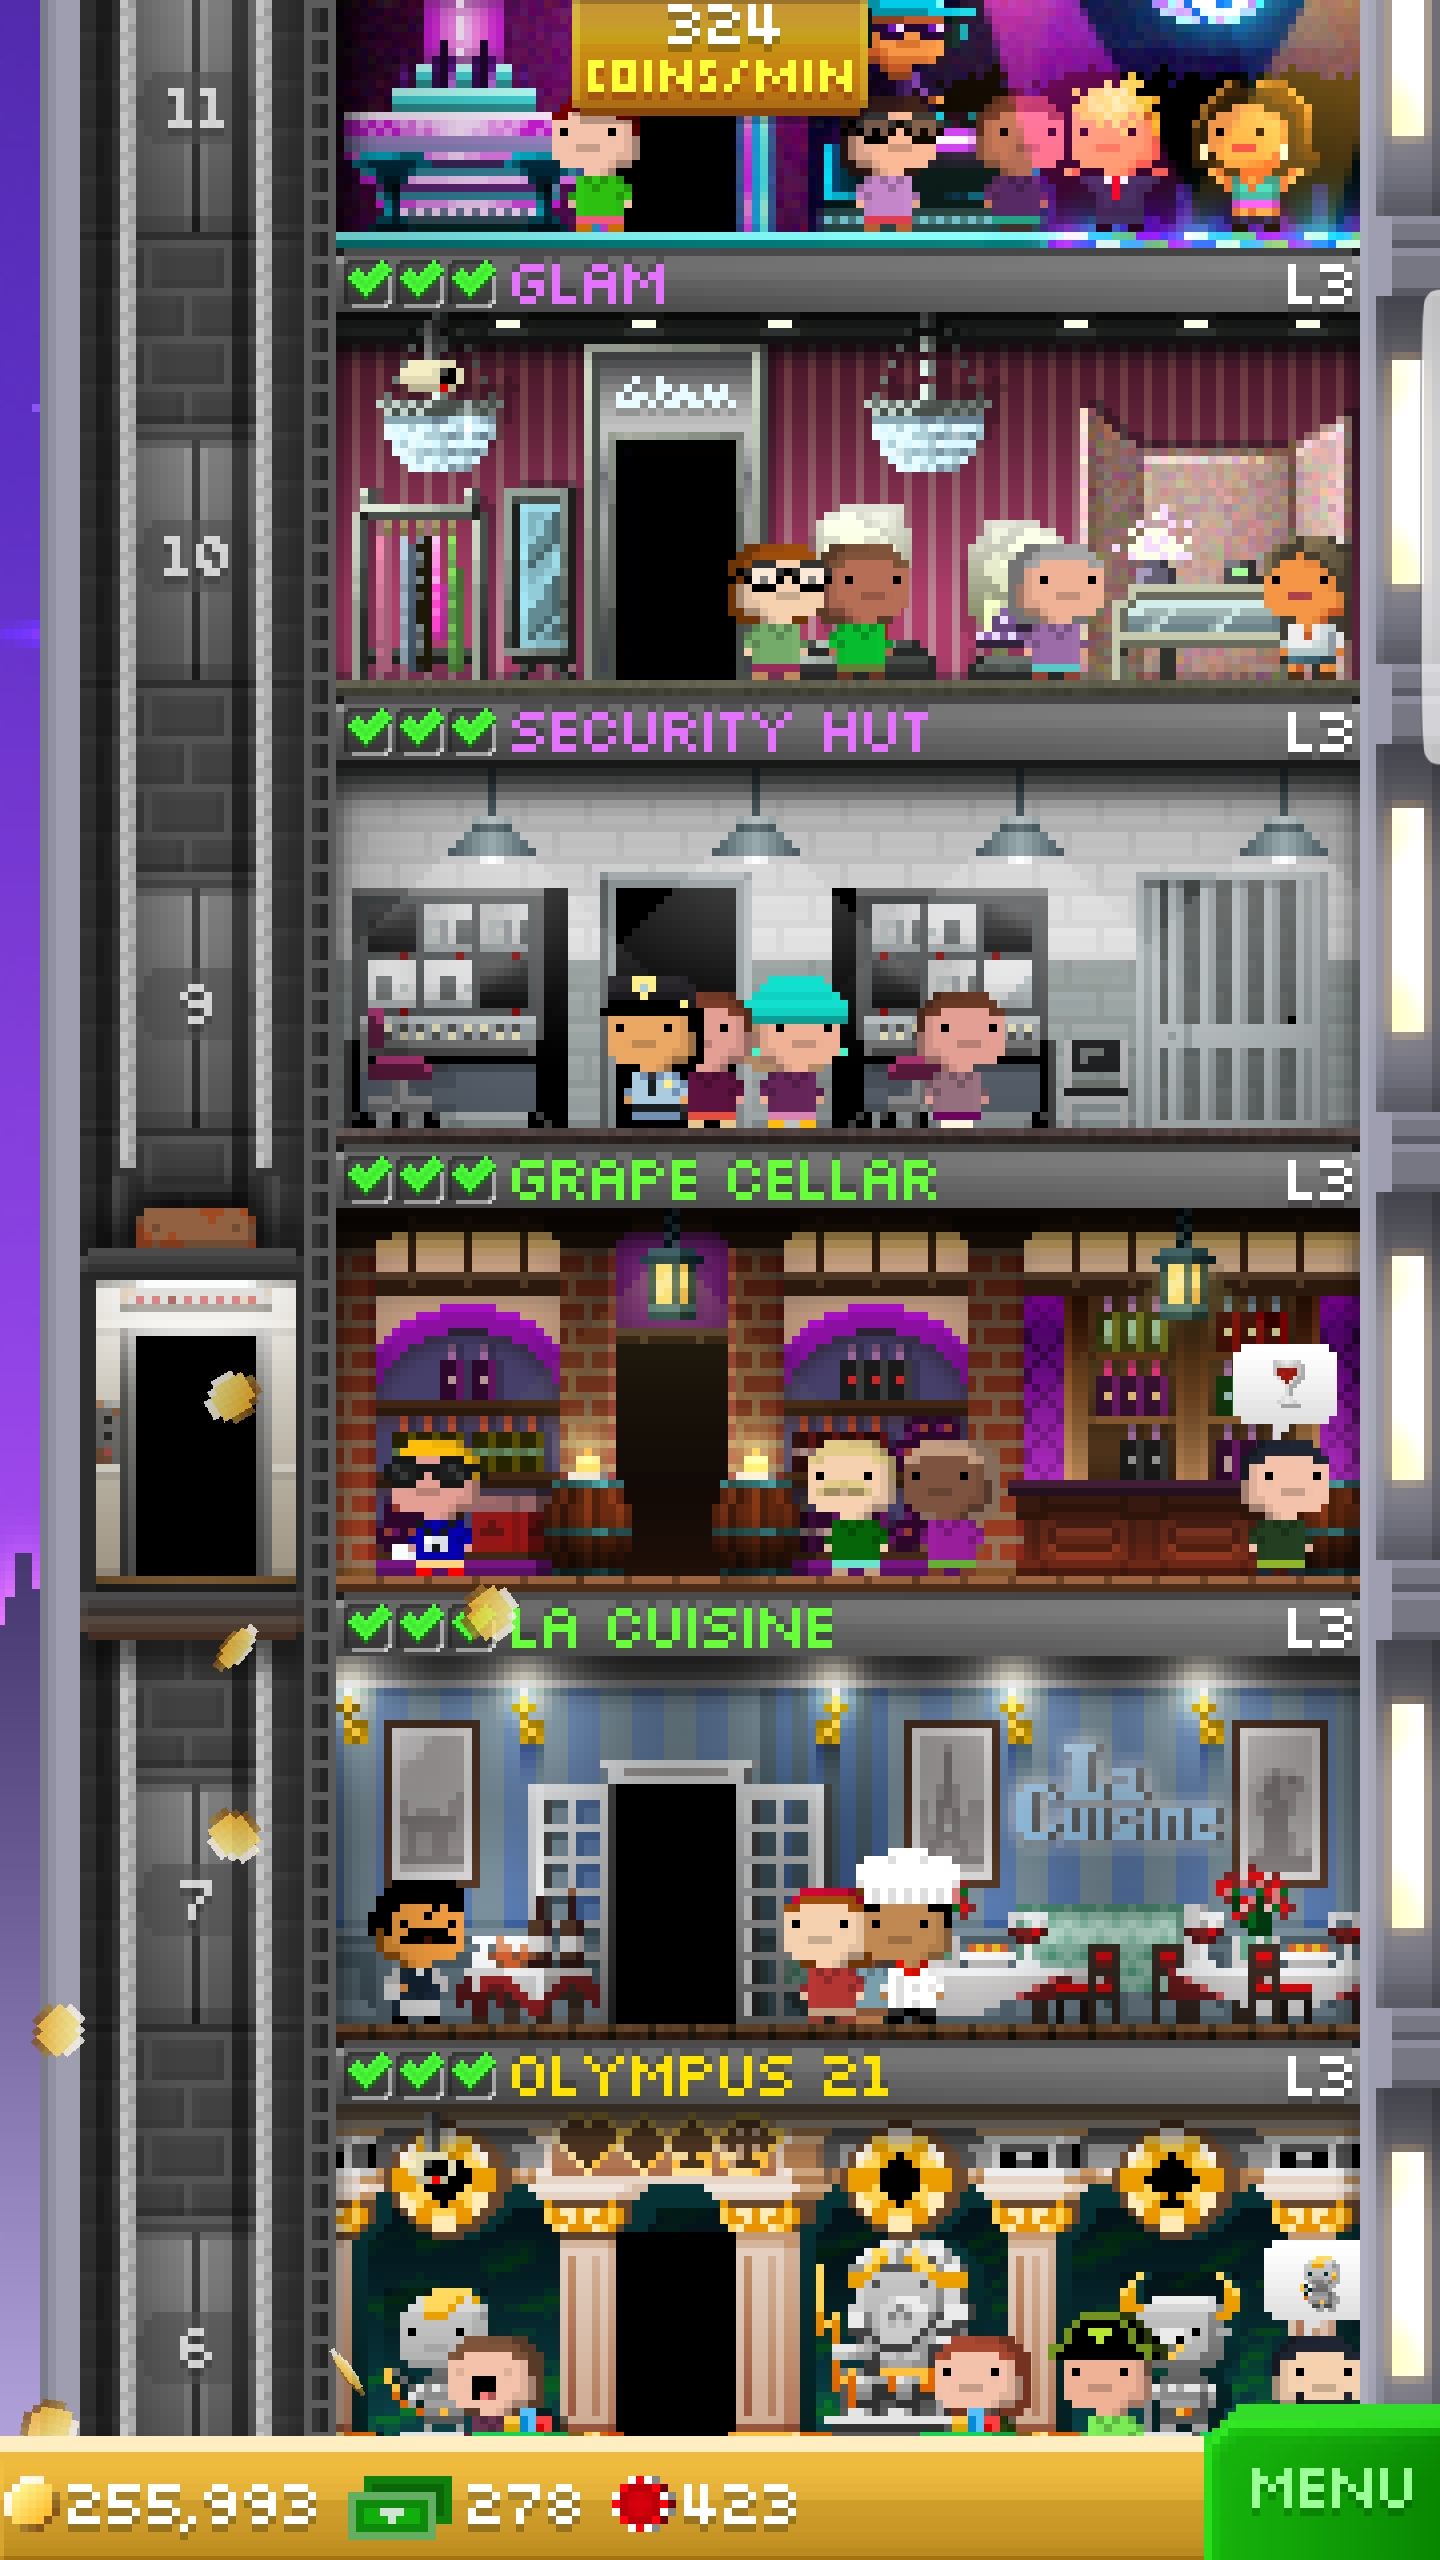 324
COINS/MIN
11
GLAM
L3
Glam
10
SECURITY HUT
L3
9
GRAPE CELLAR
L3
LA CUISINE
L3
La
Cuisine
7
OLYMPUS 21
L3
6
255,993
278
423
MENU